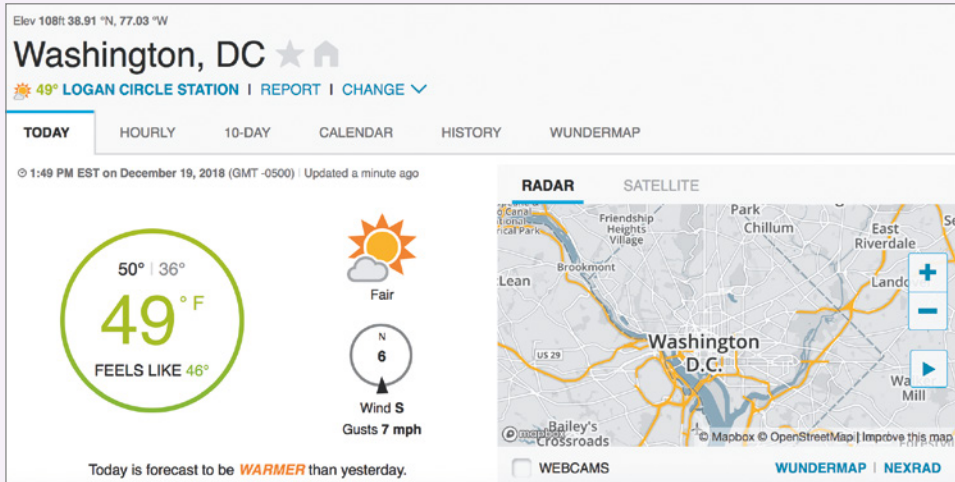 Elev 108ft 38.91 °N, 77.03 °W
Washington, DC
49° LOGAN CIRCLE STATION | REPORT | CHANGE
TODAY HOURLY 10-DAY CALENDAR HISTORY WUNDERMAP
1:49 PM EST on December 19, 2018 (GMT -0500) | Updated a minute ago
50° | 36°
49 °F
FEELS LIKE 46°
Fair
N
6
Wind S
Gusts 7 mph
Today is forecast to be WARMER than yesterday.
RADAR SATELLITE
Canal
Park
Friendship
Heights
Village
Park
Chillum
East
Riverdale
Brookmont
US 29
Washington
D.C.
Mill
Bailey's
Crossroads
mapbox
© Mapbox © OpenStreetMap | Improve this map
WEBCAMS
WUNDERMAP | NEXRAD